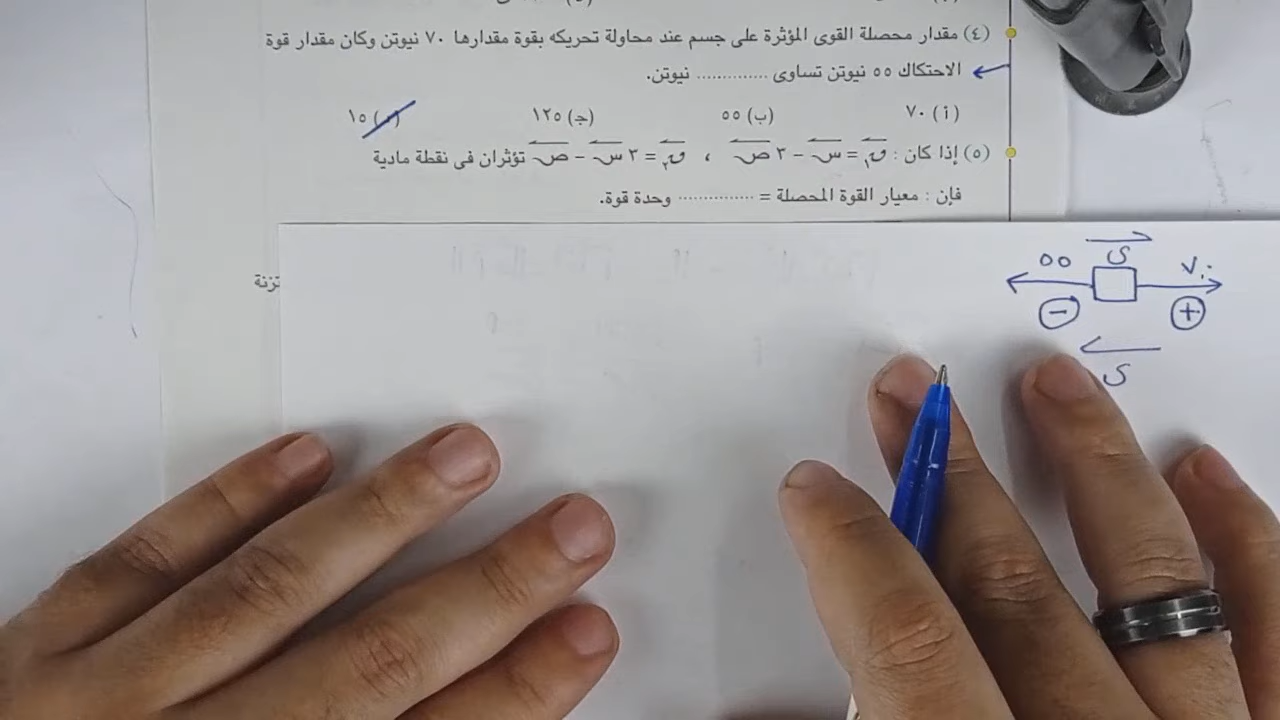 (٤) مقدار محصلة القوى المؤثرة على جسم عند محاولة تحريكه بقوة مقدارها ٧٠ نيوتن وكان مقدار قوة
الاحتكاك ٥٥ نيوتن تساوى .............. نيوتن.
(أ) ٧٠ (ب) ٥٥ (جـ) ١٢٥ (د) ١٥
(٥) إذا كان : ق١ = س − ٣ ص ، ق٢ = ٣ س − ص تؤثران فى نقطة مادية
فإن : معيار القوة المحصلة = ............... وحدة قوة.
تزنة
٥٥ ى ٧٠
− +
ى